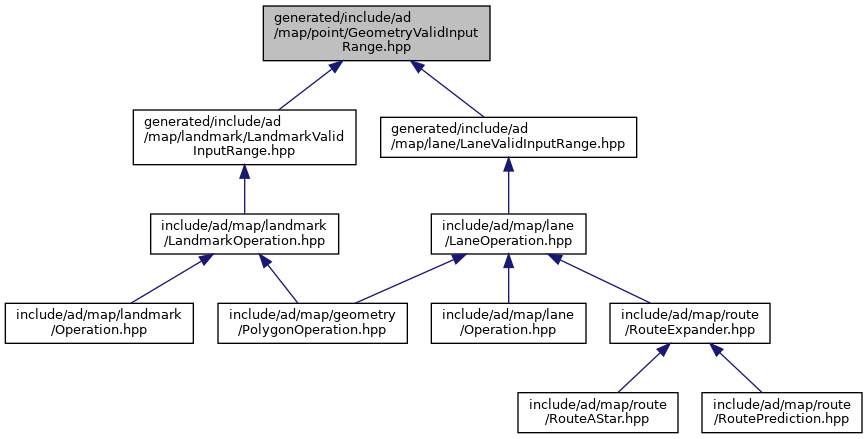 generated/include/ad
/map/point/GeometryValidInput
Range.hpp
generated/include/ad
/map/landmark/LandmarkValid
InputRange.hpp
generated/include/ad
/map/lane/LaneValidInputRange.hpp
include/ad/map/landmark
/LandmarkOperation.hpp
include/ad/map/lane
/LaneOperation.hpp
include/ad/map/landmark
/Operation.hpp
include/ad/map/geometry
/PolygonOperation.hpp
include/ad/map/lane
/Operation.hpp
include/ad/map/route
/RouteExpander.hpp
include/ad/map/route
/RouteAStar.hpp
include/ad/map/route
/RoutePrediction.hpp